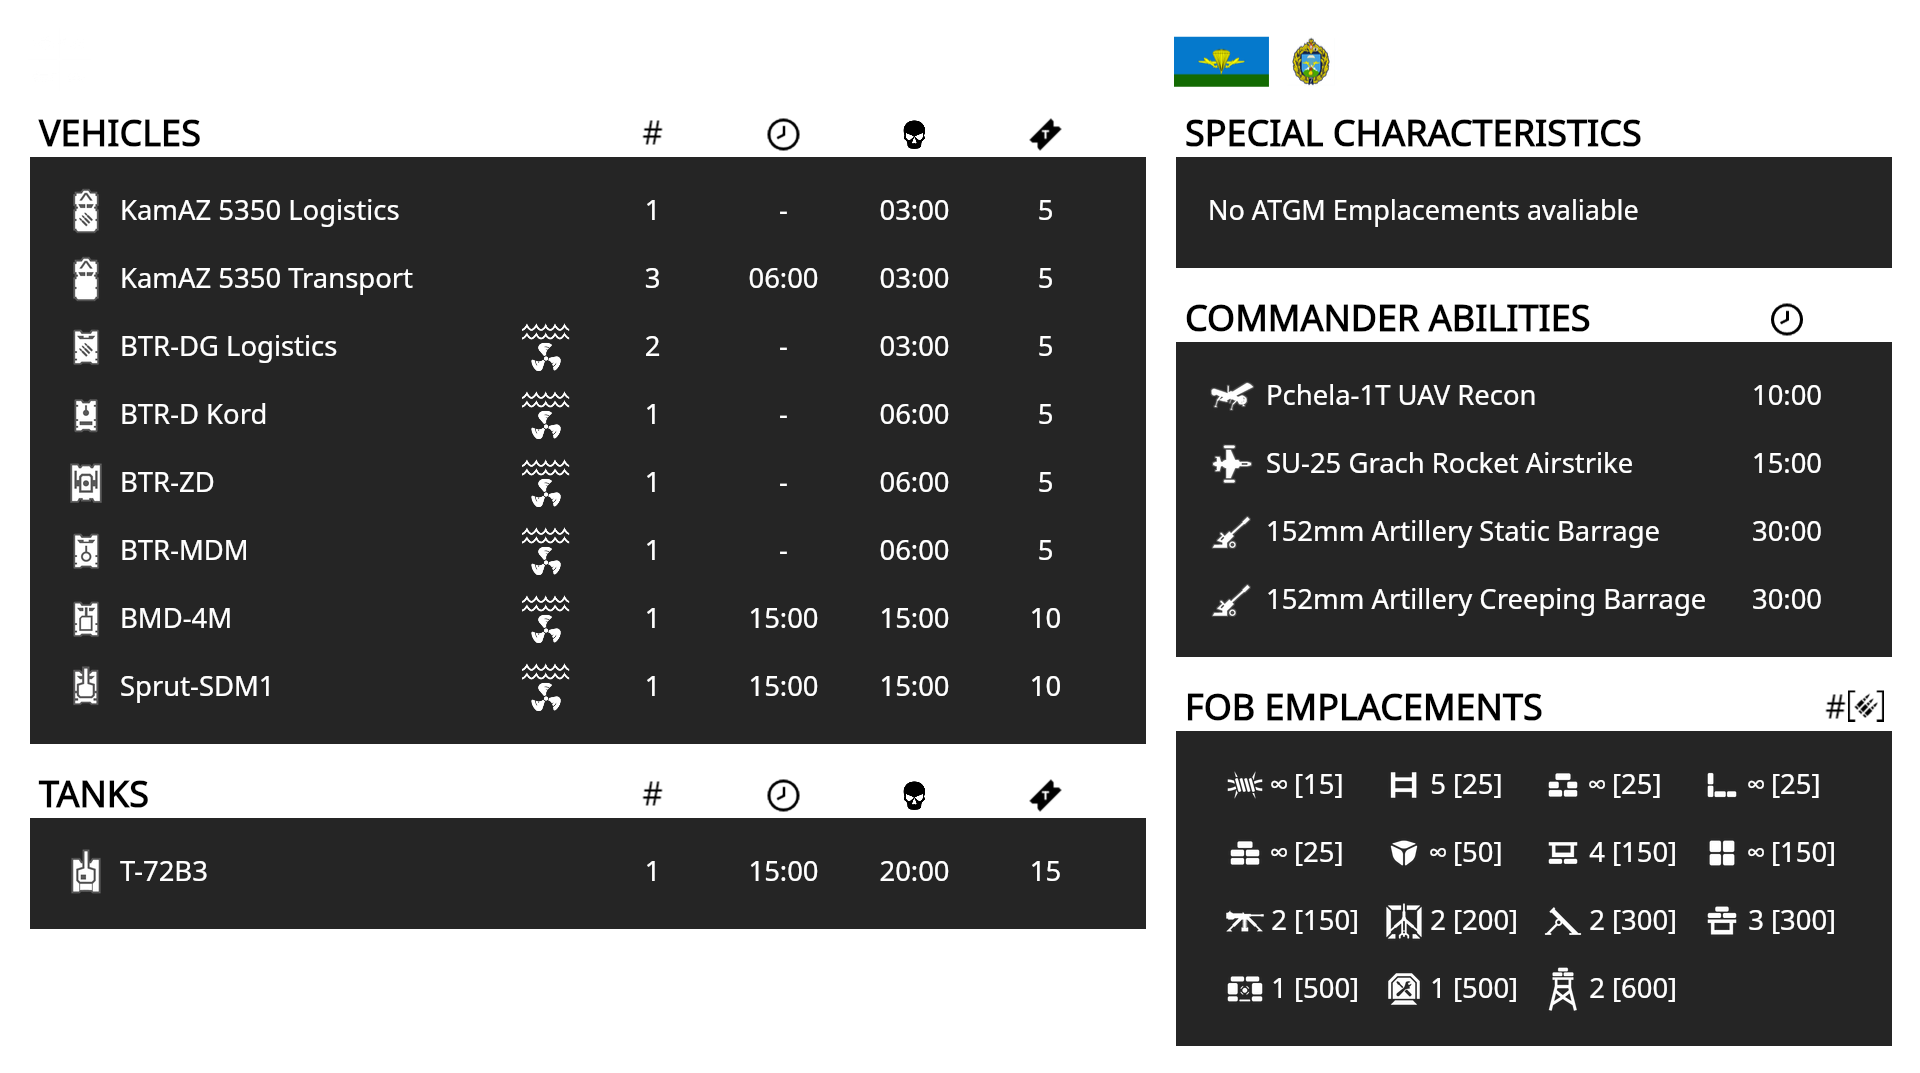 VEHICLES #
KamAZ 5350 Logistics 1 - 03:00 5
KamAZ 5350 Transport 3 06:00 03:00 5
BTR-DG Logistics 2 - 03:00 5
BTR-D Kord 1 - 06:00 5
BTR-ZD 1 - 06:00 5
BTR-MDM 1 - 06:00 5
BMD-4M 1 15:00 15:00 10
Sprut-SDM1 1 15:00 15:00 10
TANKS #
T-72B3 1 15:00 20:00 15
SPECIAL CHARACTERISTICS
No ATGM Emplacements avaliable
COMMANDER ABILITIES
Pchela-1T UAV Recon 10:00
SU-25 Grach Rocket Airstrike 15:00
152mm Artillery Static Barrage 30:00
152mm Artillery Creeping Barrage 30:00
FOB EMPLACEMENTS #[]
∞ [15] 5 [25] ∞ [25] ∞ [25]
∞ [25] ∞ [50] 4 [150] ∞ [150]
2 [150] 2 [200] 2 [300] 3 [300]
1 [500] 1 [500] 2 [600]